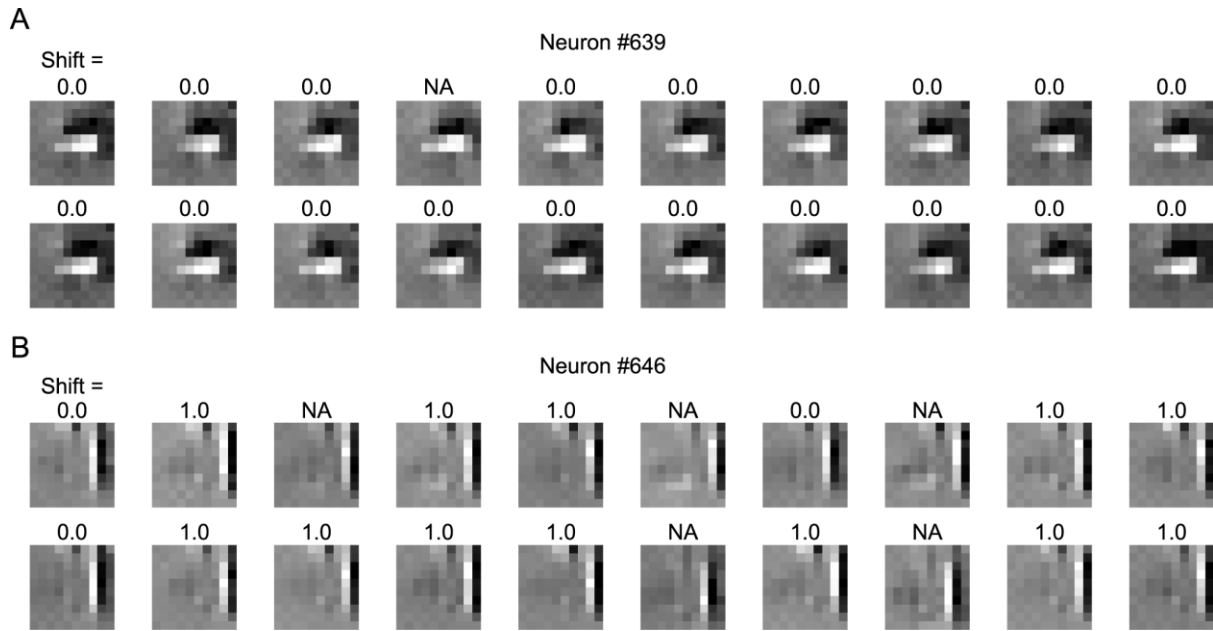 A
Neuron #639
Shift =
0.0 0.0 0.0 NA 0.0 0.0 0.0 0.0 0.0 0.0
0.0 0.0 0.0 0.0 0.0 0.0 0.0 0.0 0.0 0.0
B
Neuron #646
Shift =
0.0 1.0 NA 1.0 1.0 NA 0.0 NA 1.0 1.0
0.0 1.0 1.0 1.0 1.0 NA 1.0 NA 1.0 1.0